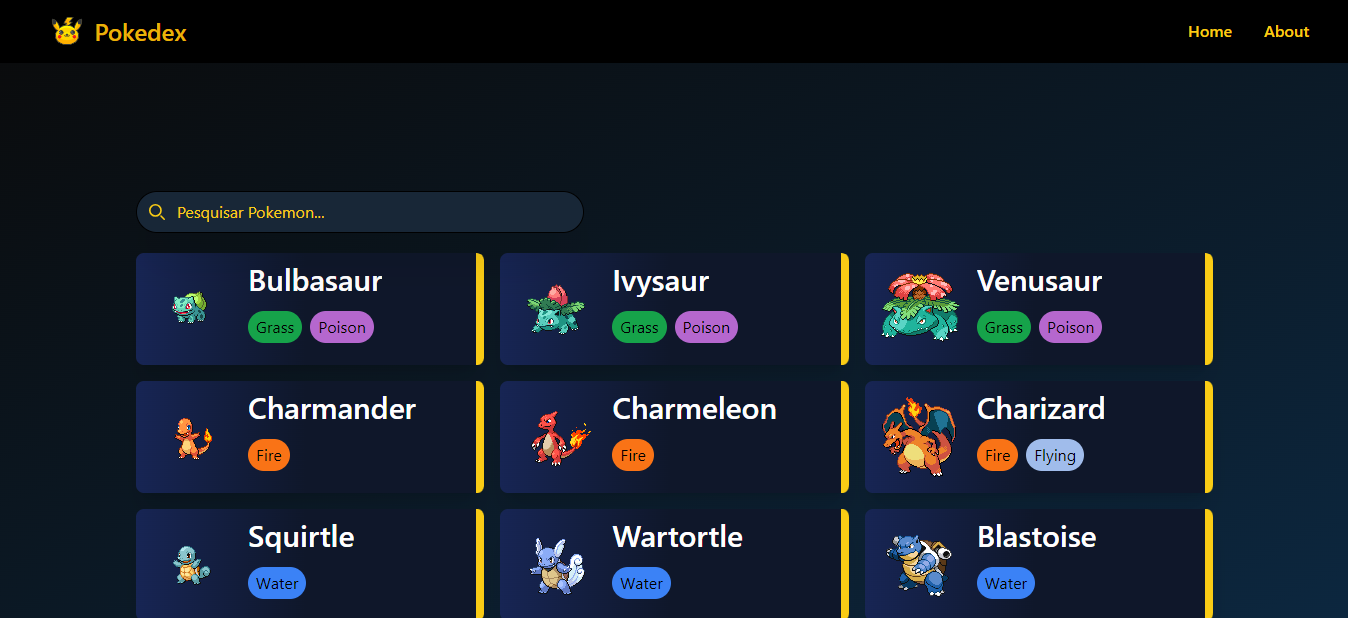 Pokedex Home About
Pesquisar Pokemon...
Bulbasaur Ivysaur Venusaur
Grass Poison Grass Poison Grass Poison
Charmander Charmeleon Charizard
Fire Fire Fire Flying
Squirtle Wartortle Blastoise
Water Water Water